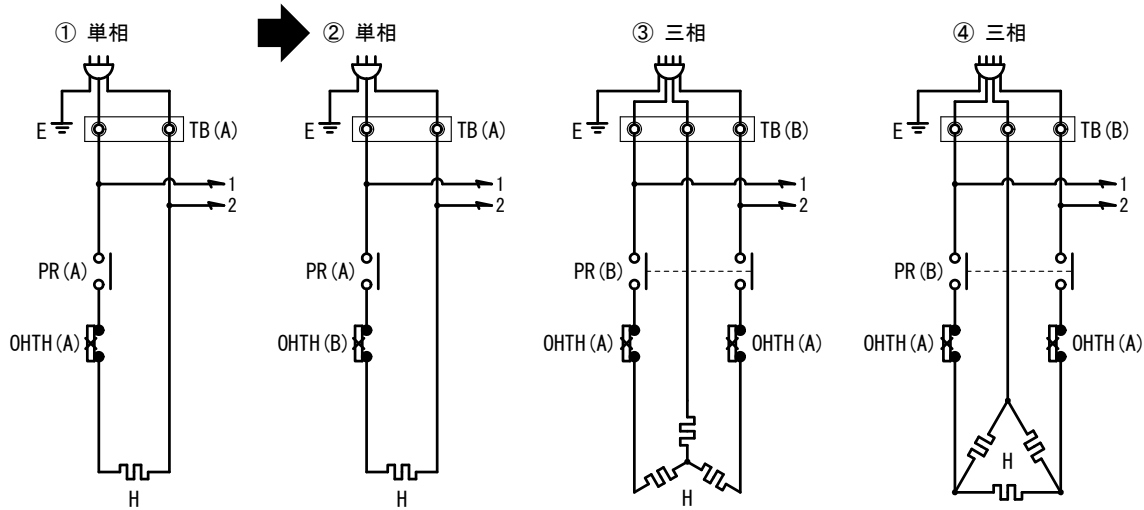 ① 単相
E
TB(A)
1
2
PR(A)
OHTH(A)
H
② 単相
E
TB(A)
1
2
PR(A)
OHTH(B)
H
③ 三相
E
TB(B)
1
2
PR(B)
OHTH(A)
OHTH(A)
H
④ 三相
E
TB(B)
1
2
PR(B)
OHTH(A)
OHTH(A)
H